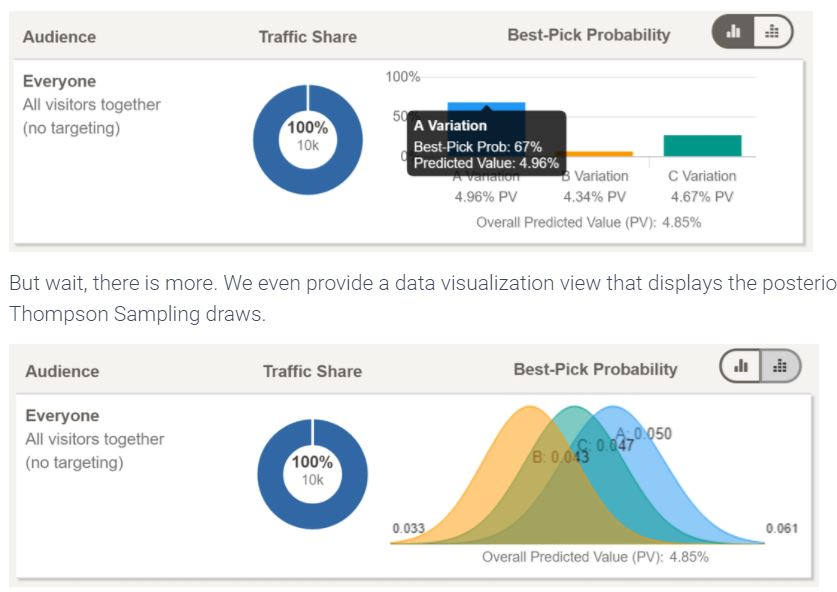 Audience
Traffic Share
Best-Pick Probability
Everyone
All visitors together
(no targeting)
100%
10k
100%
50%
0%
A Variation
Best-Pick Prob: 67%
Predicted Value: 4.96%
A Variation
B Variation
C Variation
4.96% PV
4.34% PV
4.67% PV
Overall Predicted Value (PV): 4.85%
But wait, there is more. We even provide a data visualization view that displays the posterio
Thompson Sampling draws.
Audience
Traffic Share
Best-Pick Probability
Everyone
All visitors together
(no targeting)
100%
10k
A: 0.050
C: 0.047
B: 0.043
0.033
0.061
Overall Predicted Value (PV): 4.85%